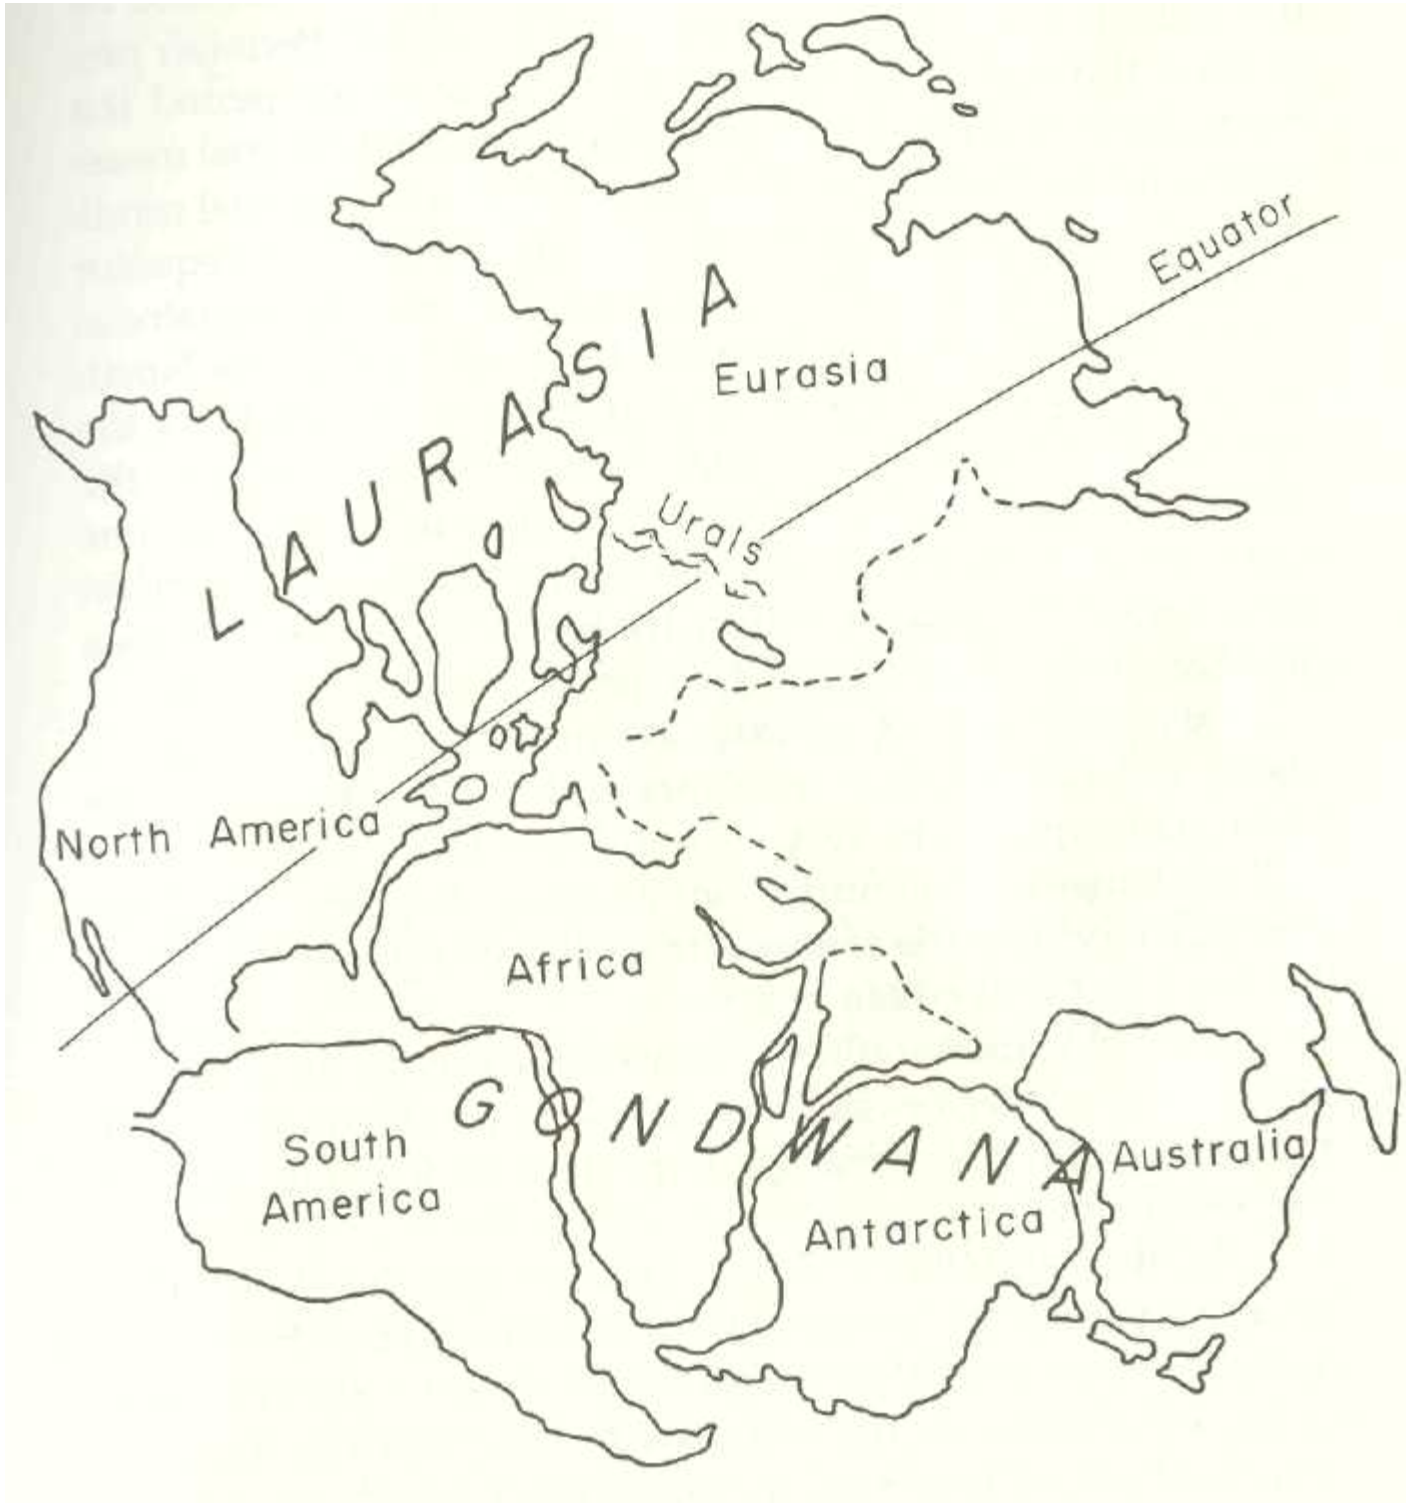 Equator
LAURASIA
Eurasia
Urals
North America
Africa
GONDWANA
South
America
Australia
Antarctica